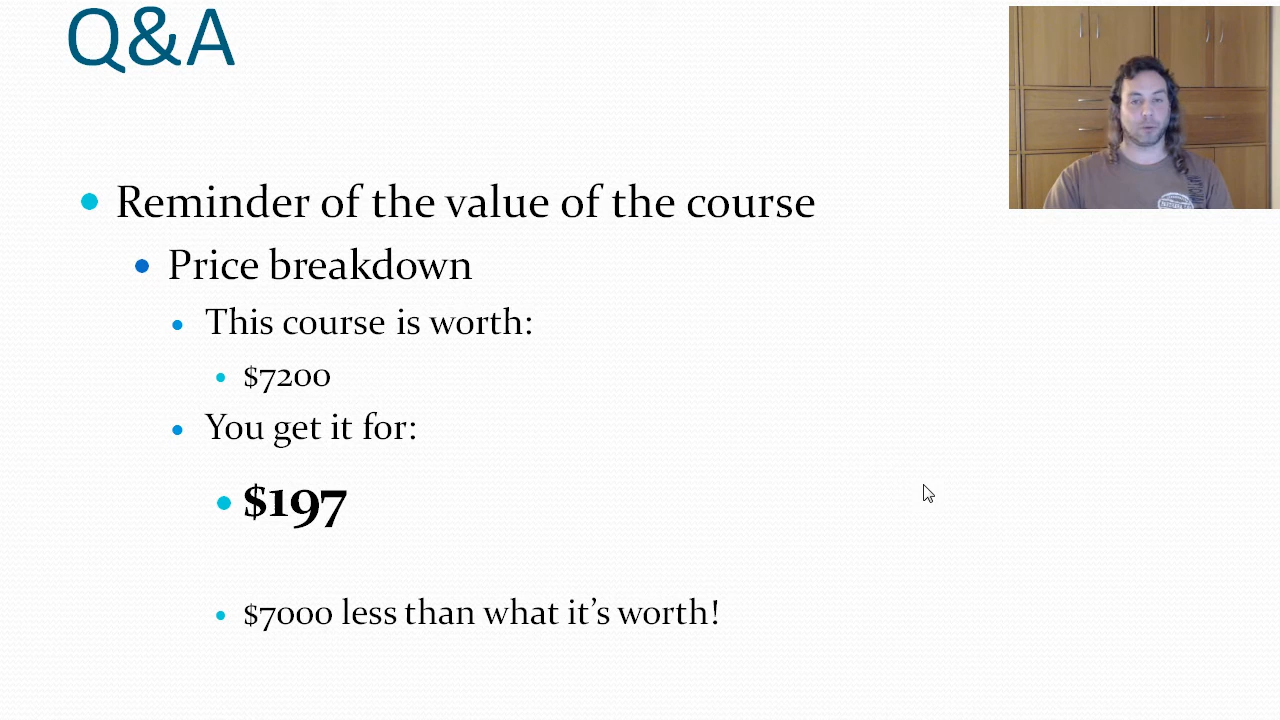 Q&A
Reminder of the value of the course
Price breakdown
This course is worth:
$7200
You get it for:
$197
$7000 less than what it’s worth!